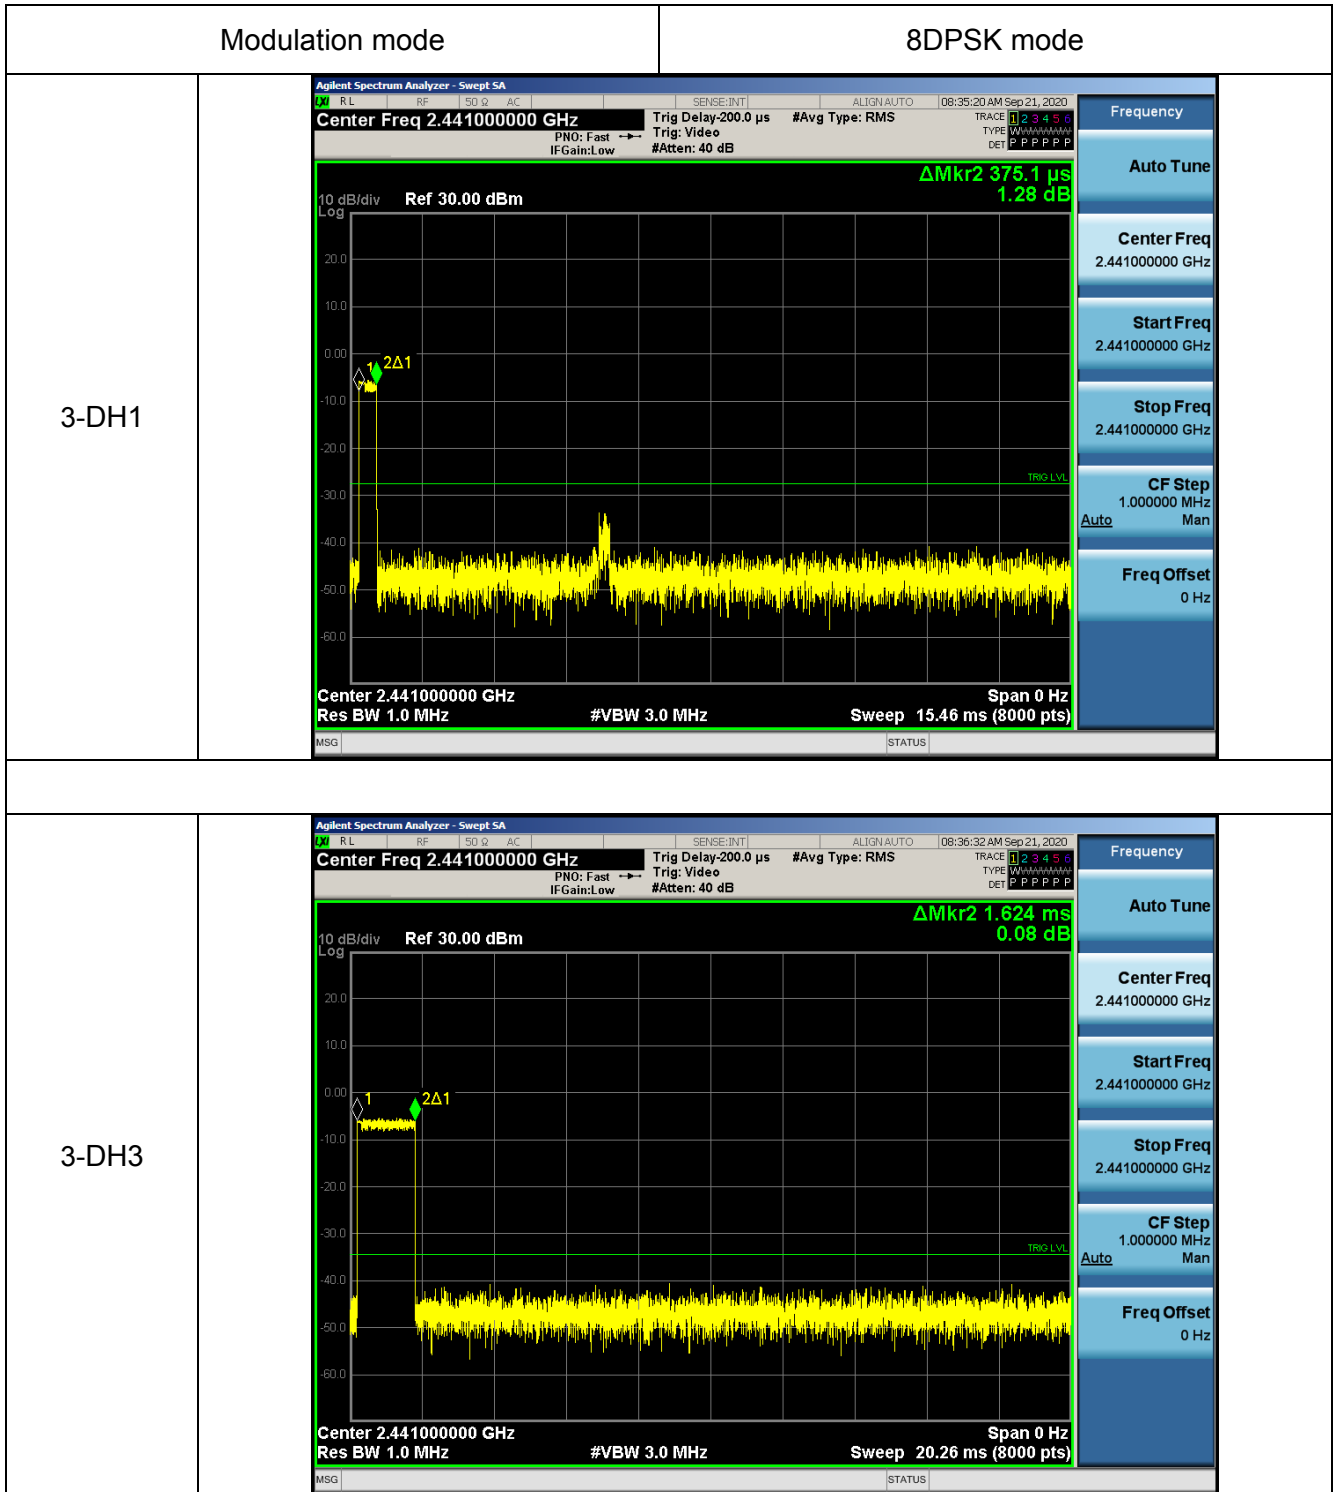 Modulation mode 8DPSK mode
3-DH1
Agilent Spectrum Analyzer - Swept SA
LXI RL RF 50 Ω AC SENSE:INT ALIGN AUTO 08:35:20 AM Sep 21, 2020
Center Freq 2.441000000 GHz
PNO: Fast
IFGain:Low
Trig Delay-200.0 µs
Trig: Video
#Atten: 40 dB
#Avg Type: RMS
TRACE 1 2 3 4 5 6
TYPE W
DET P P P P P P
ΔMkr2 375.1 µs
1.28 dB
10 dB/div Ref 30.00 dBm
Log
20.0
10.0
0.00
-10.0
-20.0
-30.0
-40.0
-50.0
-60.0
1 2Δ1
TRIG LVL
Center 2.441000000 GHz Span 0 Hz
Res BW 1.0 MHz #VBW 3.0 MHz Sweep 15.46 ms (8000 pts)
MSG STATUS
Frequency
Auto Tune
Center Freq
2.441000000 GHz
Start Freq
2.441000000 GHz
Stop Freq
2.441000000 GHz
CF Step
1.000000 MHz
Auto Man
Freq Offset
0 Hz
3-DH3
Agilent Spectrum Analyzer - Swept SA
LXI RL RF 50 Ω AC SENSE:INT ALIGN AUTO 08:36:32 AM Sep 21, 2020
Center Freq 2.441000000 GHz
PNO: Fast
IFGain:Low
Trig Delay-200.0 µs
Trig: Video
#Atten: 40 dB
#Avg Type: RMS
TRACE 1 2 3 4 5 6
TYPE W
DET P P P P P P
ΔMkr2 1.624 ms
0.08 dB
10 dB/div Ref 30.00 dBm
Log
20.0
10.0
0.00
-10.0
-20.0
-30.0
-40.0
-50.0
-60.0
1 2Δ1
TRIG LVL
Center 2.441000000 GHz Span 0 Hz
Res BW 1.0 MHz #VBW 3.0 MHz Sweep 20.26 ms (8000 pts)
MSG STATUS
Frequency
Auto Tune
Center Freq
2.441000000 GHz
Start Freq
2.441000000 GHz
Stop Freq
2.441000000 GHz
CF Step
1.000000 MHz
Auto Man
Freq Offset
0 Hz